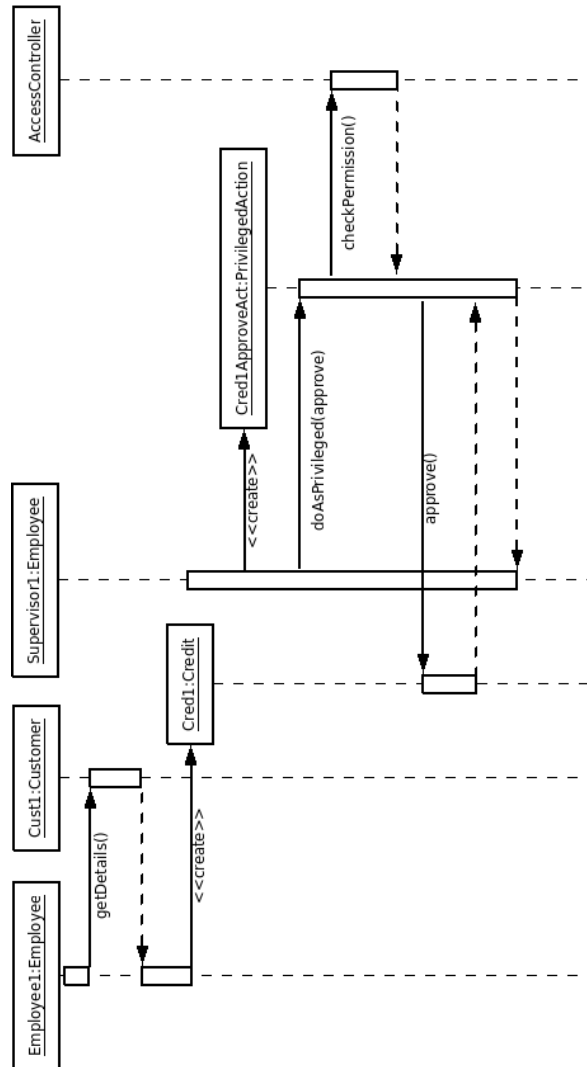 Employee1:Employee
Cust1:Customer
Supervisor1:Employee
AccessController
getDetails()
<<create>>
Cred1:Credit
<<create>>
Cred1ApproveAct:PrivilegedAction
doAsPrivileged(approve)
checkPermission()
approve()